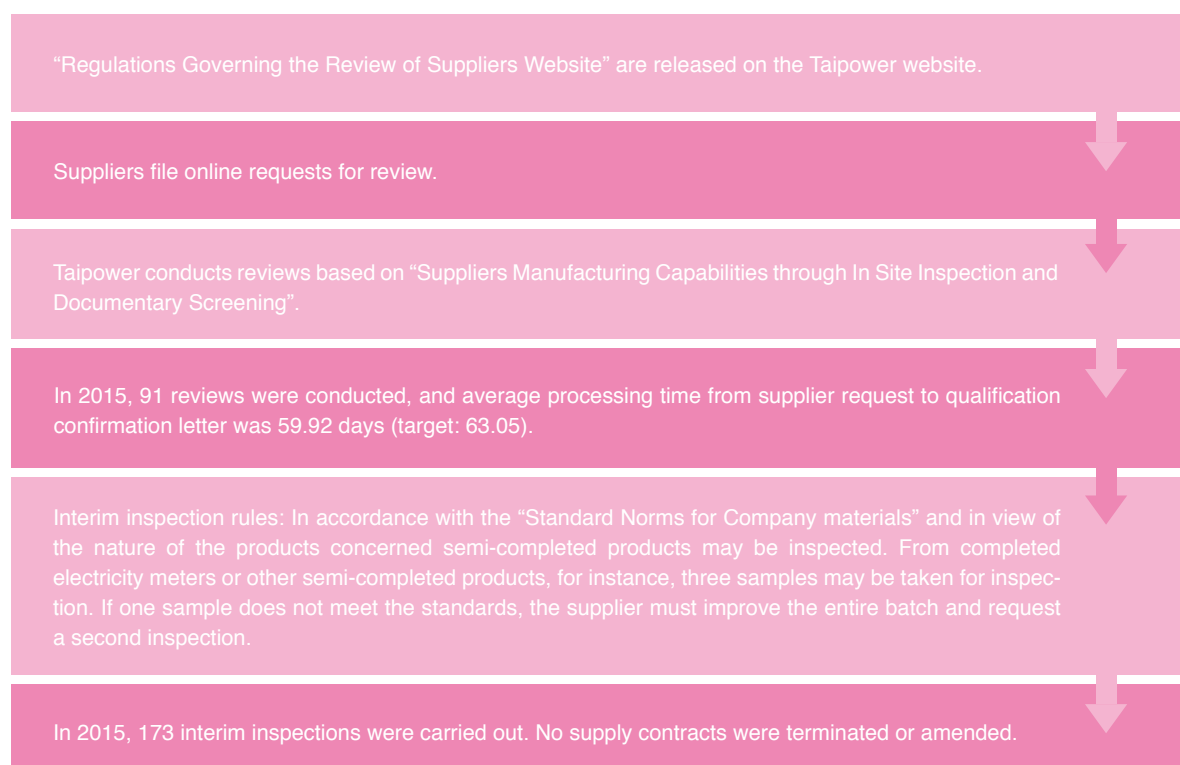 “Regulations Governing the Review of Suppliers Website” are released on the Taipower website.
Suppliers file online requests for review.
Taipower conducts reviews based on “Suppliers Manufacturing Capabilities through In Site Inspection and
Documentary Screening”.
In 2015, 91 reviews were conducted, and average processing time from supplier request to qualification
confirmation letter was 59.92 days (target: 63.05).
Interim inspection rules: In accordance with the “Standard Norms for Company materials” and in view of
the nature of the products concerned semi-completed products may be inspected. From completed
electricity meters or other semi-completed products, for instance, three samples may be taken for inspec-
tion. If one sample does not meet the standards, the supplier must improve the entire batch and request
a second inspection.
In 2015, 173 interim inspections were carried out. No supply contracts were terminated or amended.